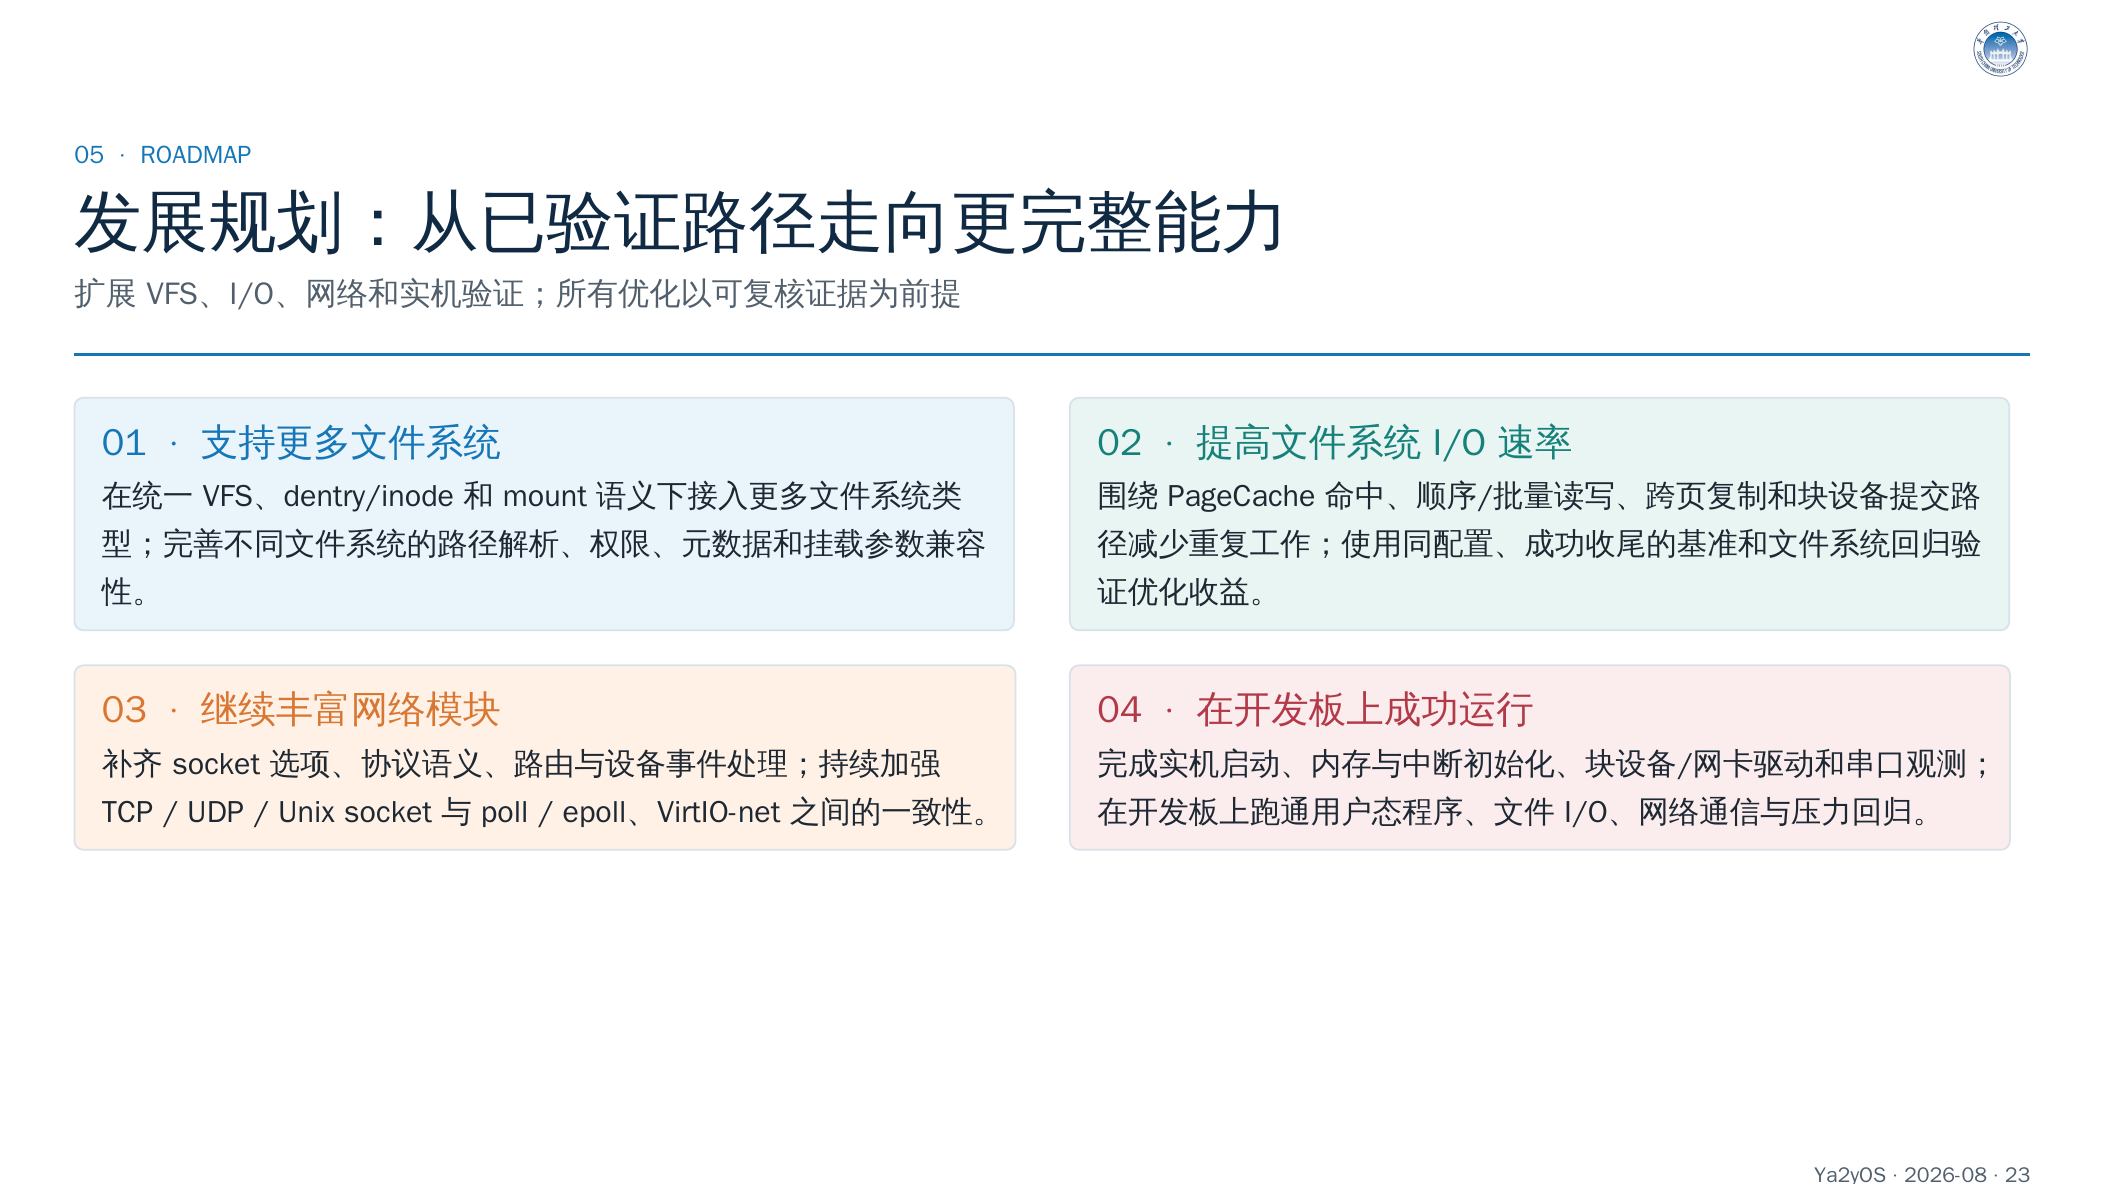 05 · ROADMAP
发展规划：从已验证路径走向更完整能力
扩展 VFS、I/O、网络和实机验证；所有优化以可复核证据为前提
01 · 支持更多文件系统
在统一 VFS、dentry/inode 和 mount 语义下接入更多文件系统类
型；完善不同文件系统的路径解析、权限、元数据和挂载参数兼容
性。
02 · 提高文件系统 I/O 速率
围绕 PageCache 命中、顺序/批量读写、跨页复制和块设备提交路
径减少重复工作；使用同配置、成功收尾的基准和文件系统回归验
证优化收益。
03 · 继续丰富网络模块
补齐 socket 选项、协议语义、路由与设备事件处理；持续加强
TCP / UDP / Unix socket 与 poll / epoll、VirtIO-net 之间的一致性。
04 · 在开发板上成功运行
完成实机启动、内存与中断初始化、块设备/网卡驱动和串口观测；
在开发板上跑通用户态程序、文件 I/O、网络通信与压力回归。
Ya2yOS · 2026-08 · 23